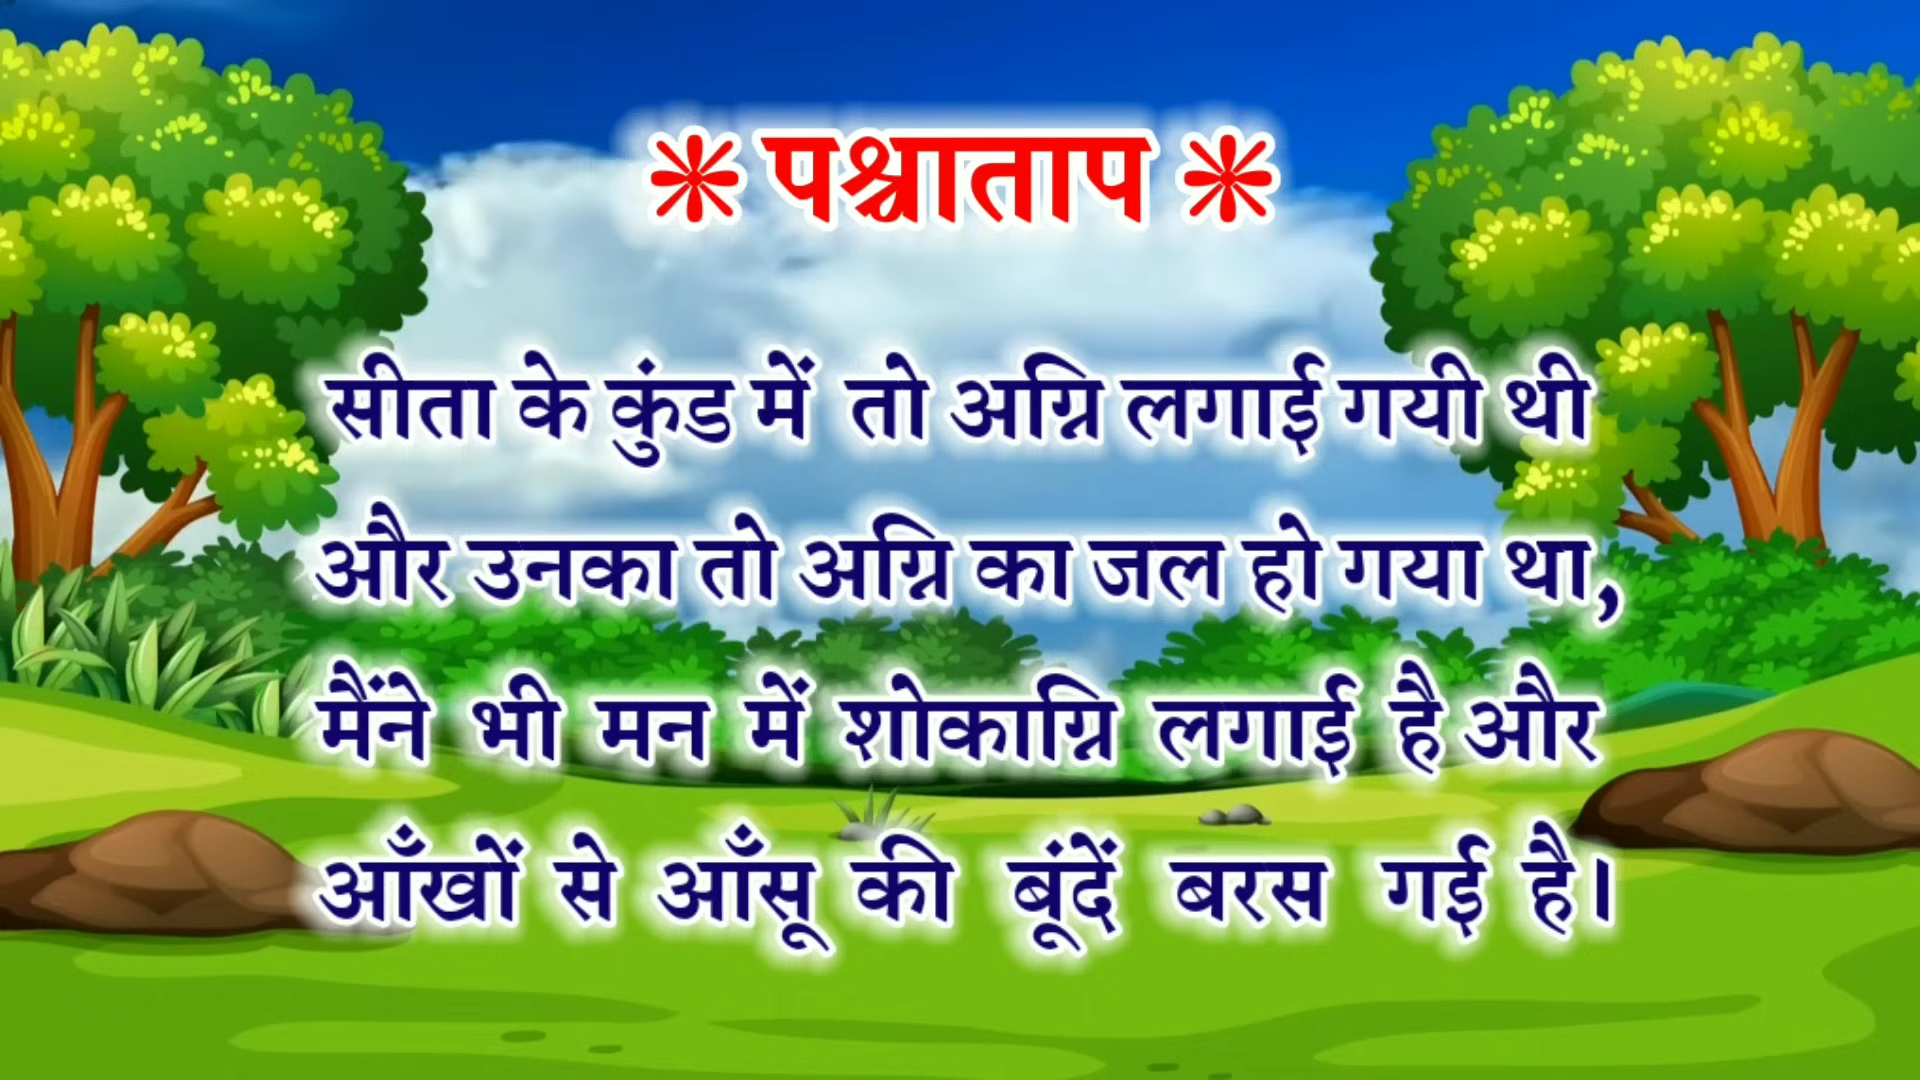 ❊ पश्चाताप ❊
सीता के कुंड में तो अग्नि लगाई गयी थी
और उनका तो अग्नि का जल हो गया था,
मैंने भी मन में शोकाग्नि लगाई है और
आँखों से आँसू की बूंदें बरस गई है।